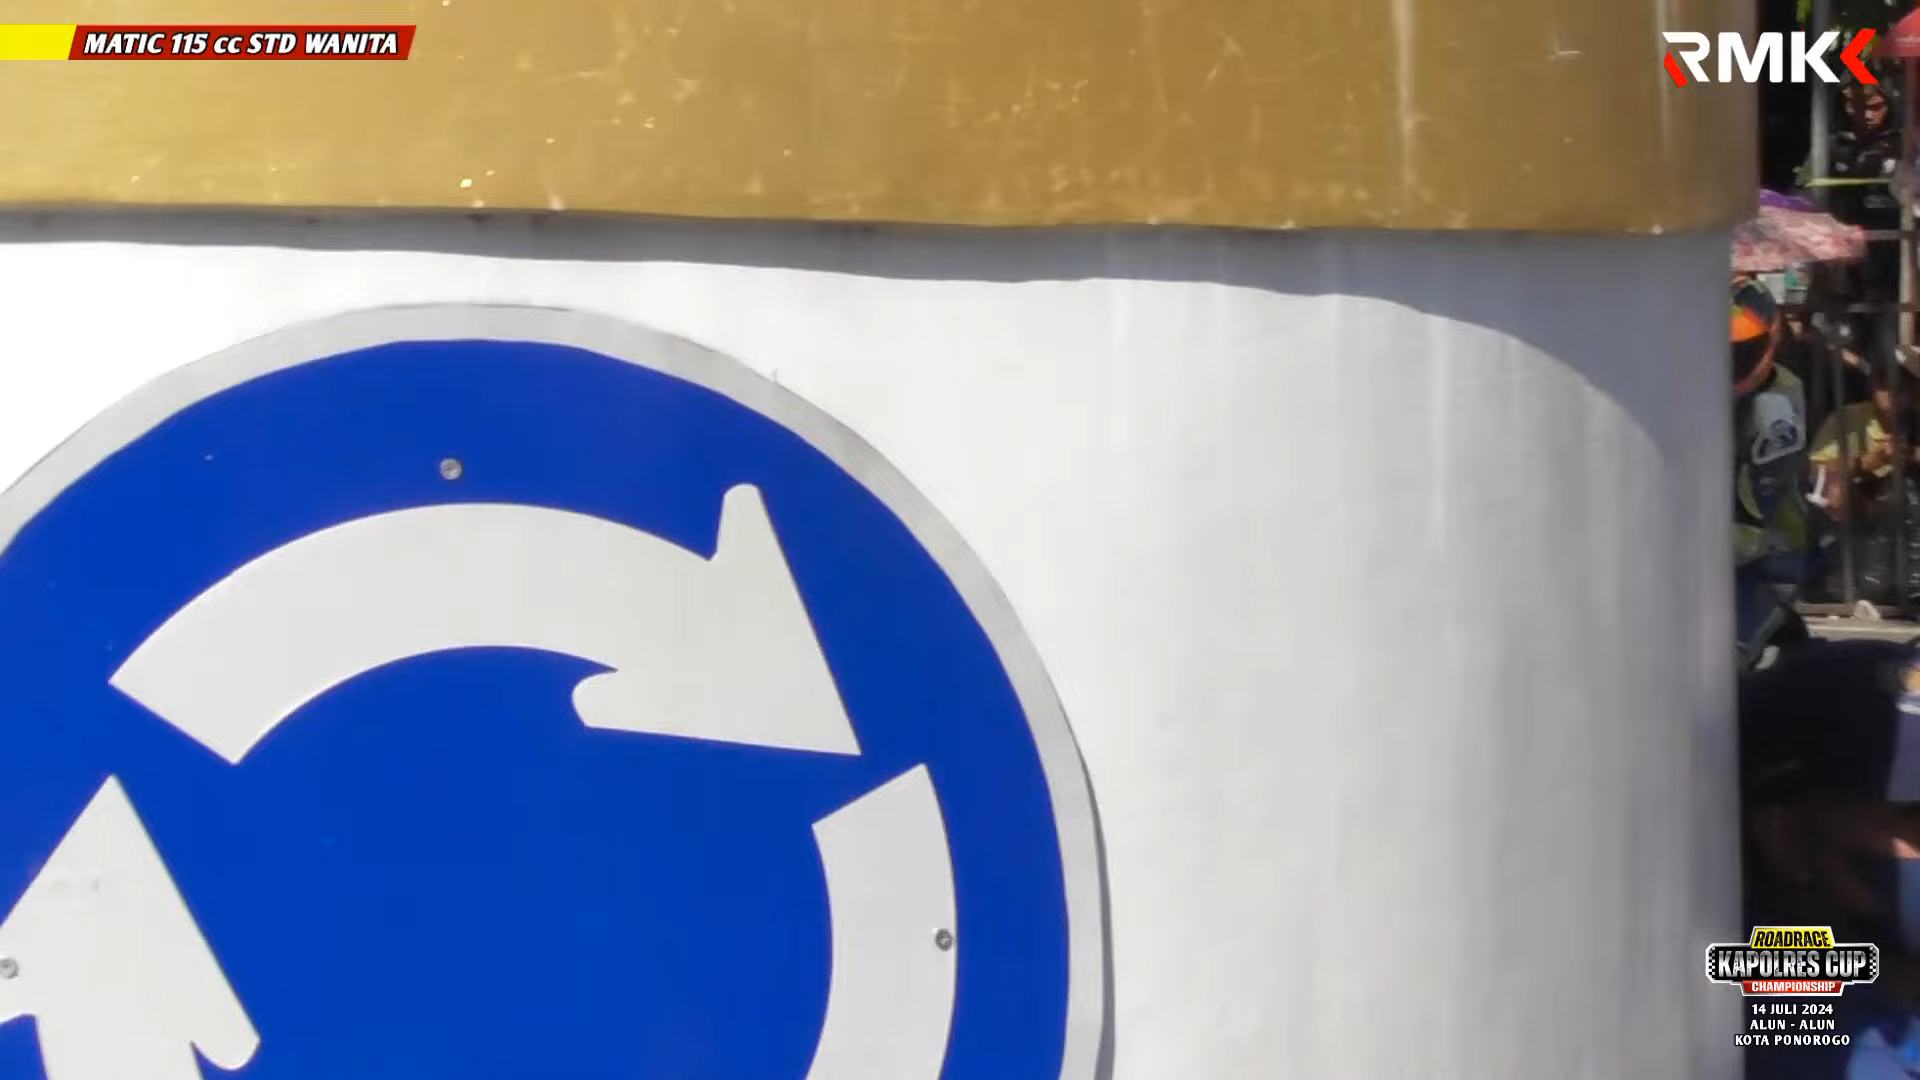 MATIC 115 cc STD WANITA
RMK
ROADRACE
KAPOLRES CUP
CHAMPIONSHIP
14 JULI 2024
ALUN - ALUN
KOTA PONOROGO